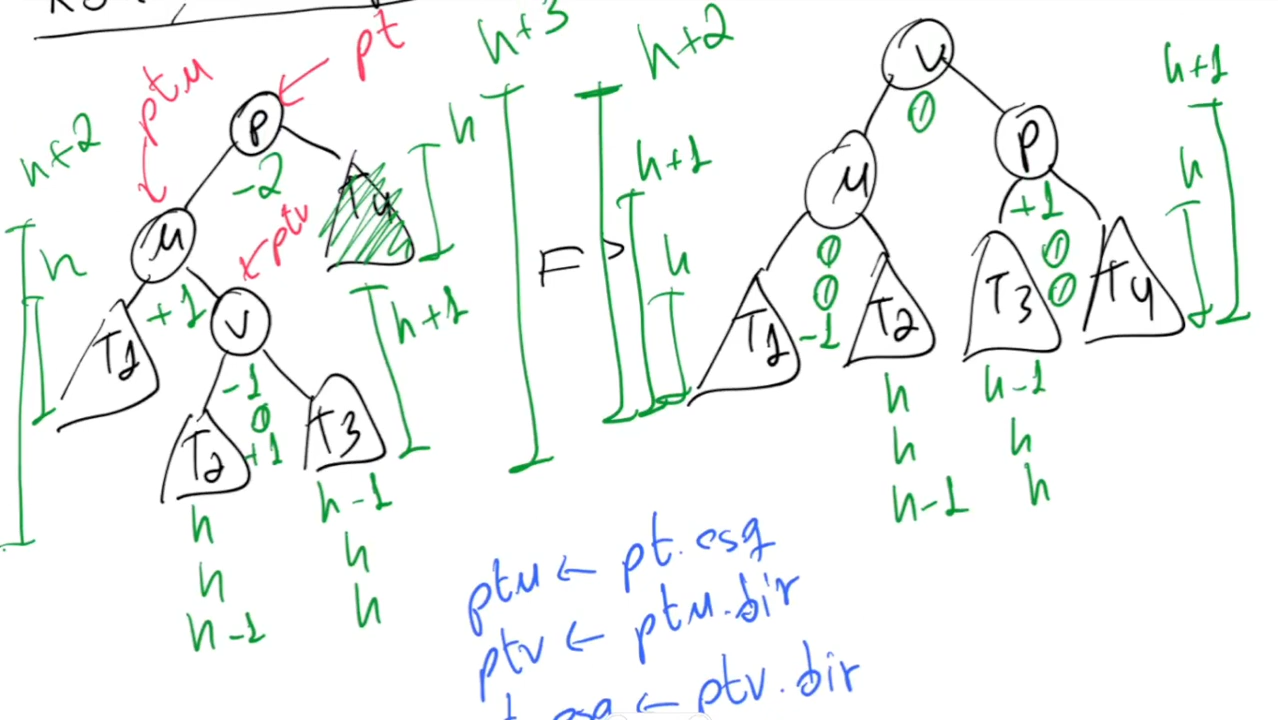 h+3
pt
h+2
ptu
h+1
h+2
p
-2
h
v
0
u
ptv
T4
h
+1
T1
v
h+1
-1
0
+1
T2
T3
h
h-1
h
h
h-1
h
h+1
h
u
0
0
-1
T1
T2
p
+1
0
0
T3
T4
h
h
h-1
h-1
h
h
ptu ← pt.esq
ptv ← ptu.dir
← ptv.dir